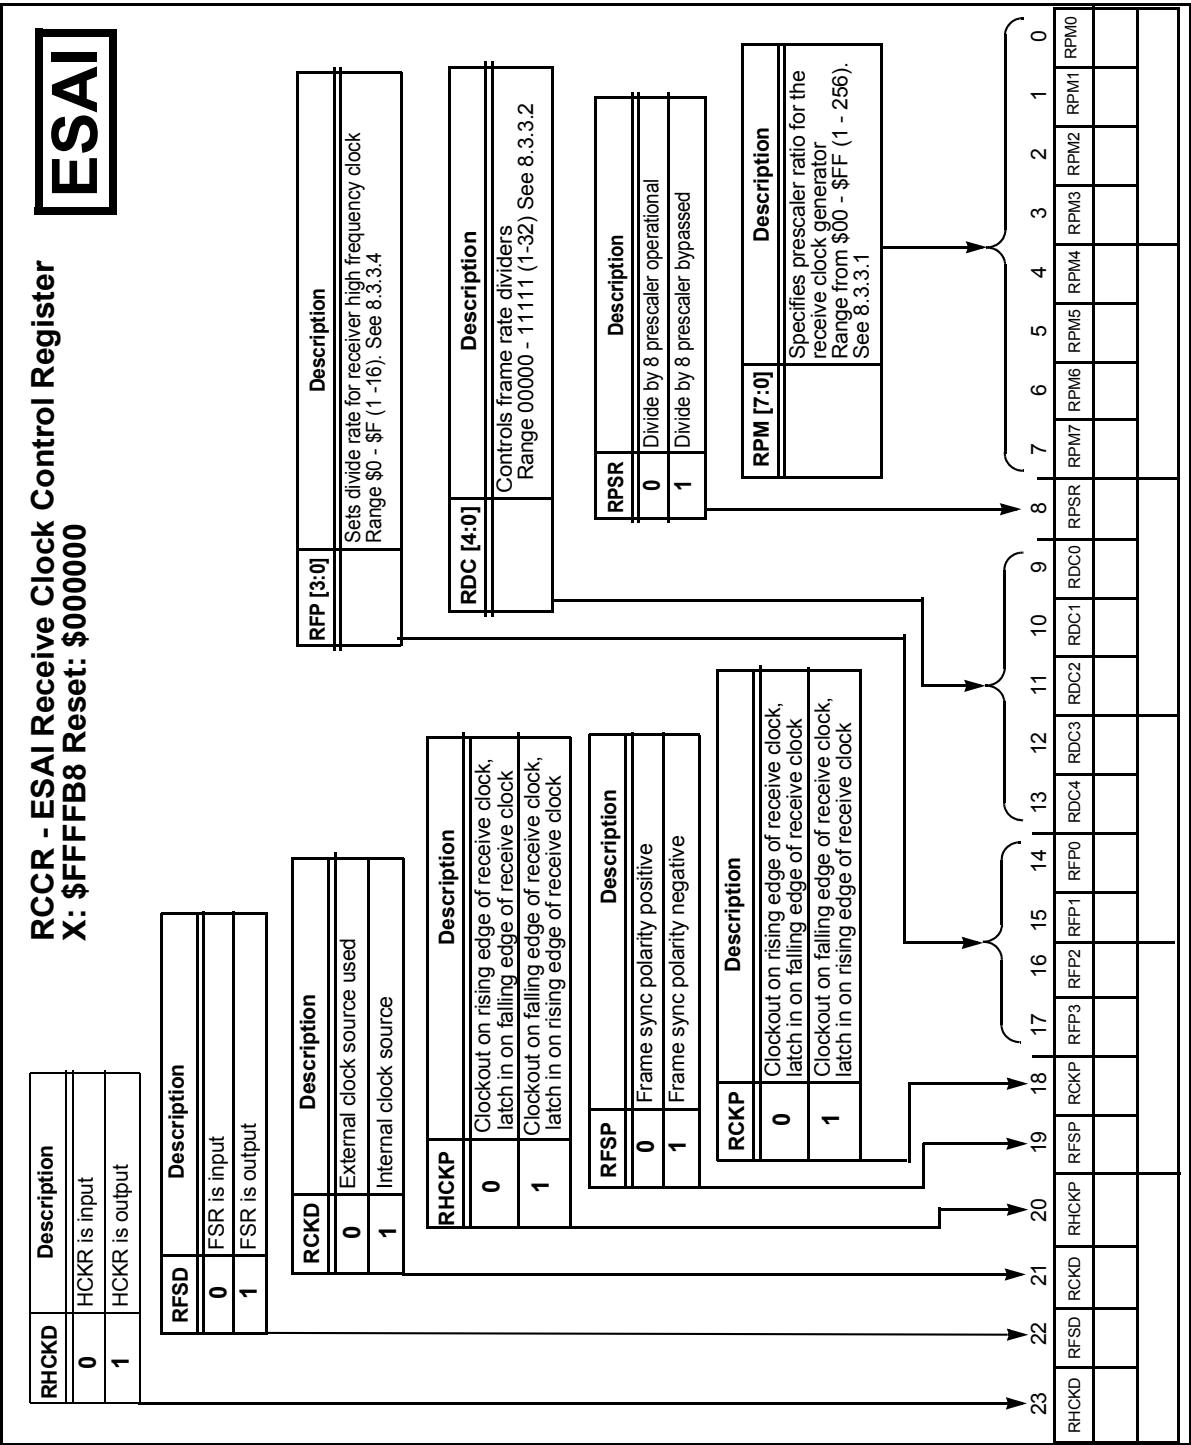 RCCR - ESAI Receive Clock Control Register
X: $FFFFB8 Reset: $000000
ESAI
RHCKD Description
0 HCKR is input
1 HCKR is output
RFSD Description
0 FSR is input
1 FSR is output
RCKD Description
0 External clock source used
1 Internal clock source
RHCKP Description
0 Clockout on rising edge of receive clock,
latch in on falling edge of receive clock
1 Clockout on falling edge of receive clock,
latch in on rising edge of receive clock
RFSP Description
0 Frame sync polarity positive
1 Frame sync polarity negative
RCKP Description
0 Clockout on rising edge of receive clock,
latch in on falling edge of receive clock
1 Clockout on falling edge of receive clock,
latch in on rising edge of receive clock
RFP [3:0] Description
Sets divide rate for receiver high frequency clock
Range $0 - $F (1 -16). See 8.3.3.4
RDC [4:0] Description
Controls frame rate dividers
Range 00000 - 11111 (1-32) See 8.3.3.2
RPSR Description
0 Divide by 8 prescaler operational
1 Divide by 8 prescaler bypassed
RPM [7:0] Description
Specifies prescaler ratio for the
receive clock generator
Range from $00 - $FF (1 - 256).
See 8.3.3.1
23 22 21 20 19 18 17 16 15 14 13 12 11 10 9 8 7 6 5 4 3 2 1 0
RHCKD RFSD RCKD RHCKP RFSP RCKP RFP3 RFP2 RFP1 RFP0 RDC4 RDC3 RDC2 RDC1 RDC0 RPSR RPM7 RPM6 RPM5 RPM4 RPM3 RPM2 RPM1 RPM0